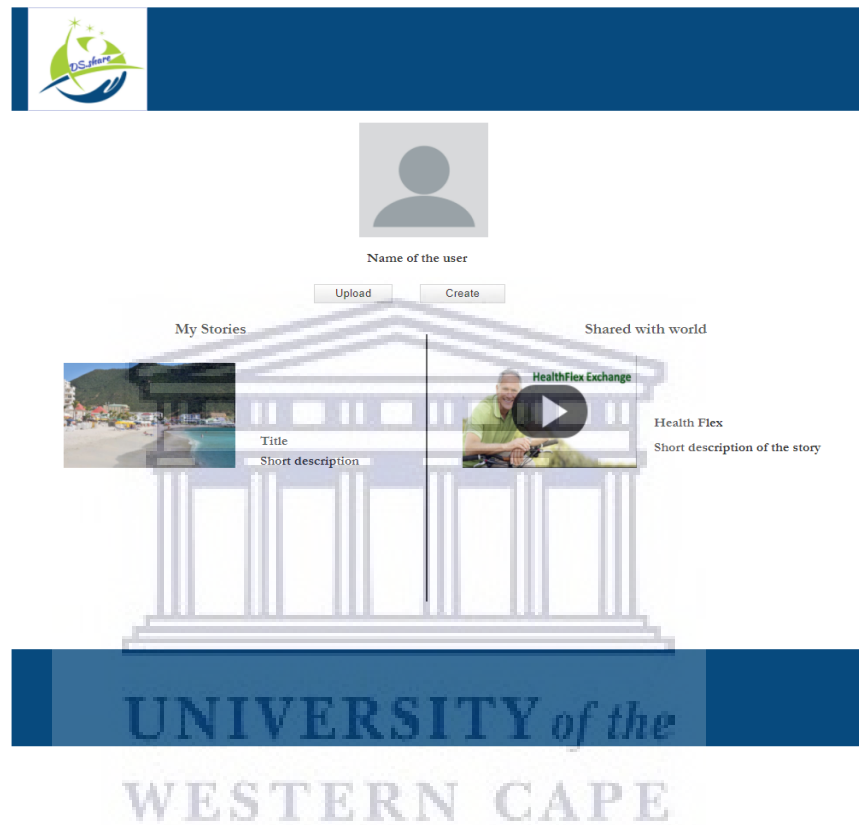 DS.share
Name of the user
Upload Create
My Stories Shared with world
HealthFlex Exchange
Health Flex
Title
Short description of the story
Short description
UNIVERSITY of the
WESTERN CAPE